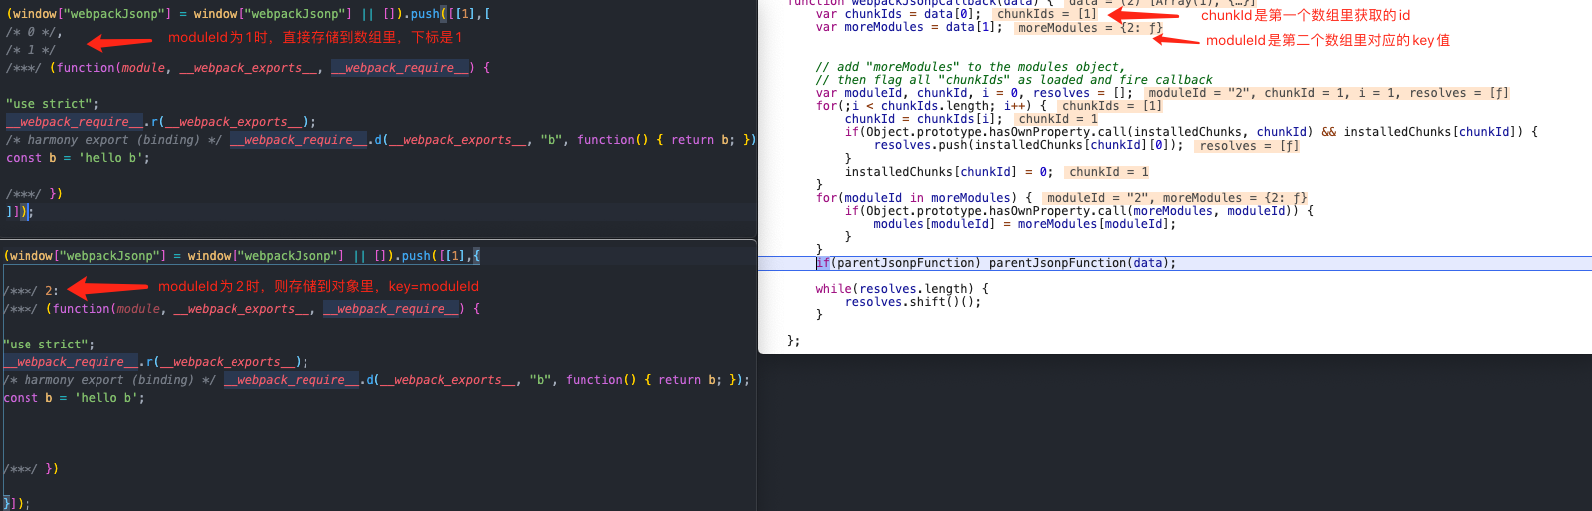 (window["webpackJsonp"] = window["webpackJsonp"] || []).push([[1],[
/* 0 */,
/* 1 */
moduleId为1时，直接存储到数组里，下标是1
/***/ (function(module, __webpack_exports__, __webpack_require__) {
"use strict";
__webpack_require__.r(__webpack_exports__);
/* harmony export (binding) */ __webpack_require__.d(__webpack_exports__, "b", function() { return b; })
const b = 'hello b';
/***/ })
]]);
(window["webpackJsonp"] = window["webpackJsonp"] || []).push([[1],{
/***/ 2:
moduleId为2时，则存储到对象里，key=moduleId
/***/ (function(module, __webpack_exports__, __webpack_require__) {
"use strict";
__webpack_require__.r(__webpack_exports__);
/* harmony export (binding) */ __webpack_require__.d(__webpack_exports__, "b", function() { return b; });
const b = 'hello b';
/***/ })
}]);
function webpackJsonpCallback(data) { data = (2) [Array(1), {…}]
var chunkIds = data[0]; chunkIds = [1]
chunkId是第一个数组里获取的id
var moreModules = data[1]; moreModules = {2: ƒ}
moduleId是第二个数组里对应的key值
// add "moreModules" to the modules object,
// then flag all "chunkIds" as loaded and fire callback
var moduleId, chunkId, i = 0, resolves = []; moduleId = "2", chunkId = 1, i = 1, resolves = [ƒ]
for(;i < chunkIds.length; i++) { chunkIds = [1]
chunkId = chunkIds[i]; chunkId = 1
if(Object.prototype.hasOwnProperty.call(installedChunks, chunkId) && installedChunks[chunkId]) {
resolves.push(installedChunks[chunkId][0]); resolves = [ƒ]
}
installedChunks[chunkId] = 0; chunkId = 1
}
for(moduleId in moreModules) { moduleId = "2", moreModules = {2: ƒ}
if(Object.prototype.hasOwnProperty.call(moreModules, moduleId)) {
modules[moduleId] = moreModules[moduleId];
}
}
if(parentJsonpFunction) parentJsonpFunction(data);
while(resolves.length) {
resolves.shift()();
}
};